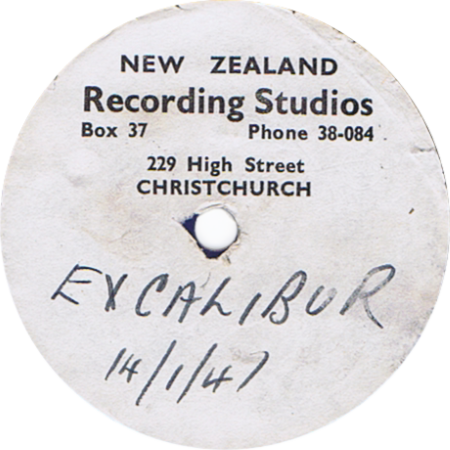 NEW ZEALAND
Recording Studios
Box 37 Phone 38-084
229 High Street
CHRISTCHURCH
EXCALIBUR
14/1/47